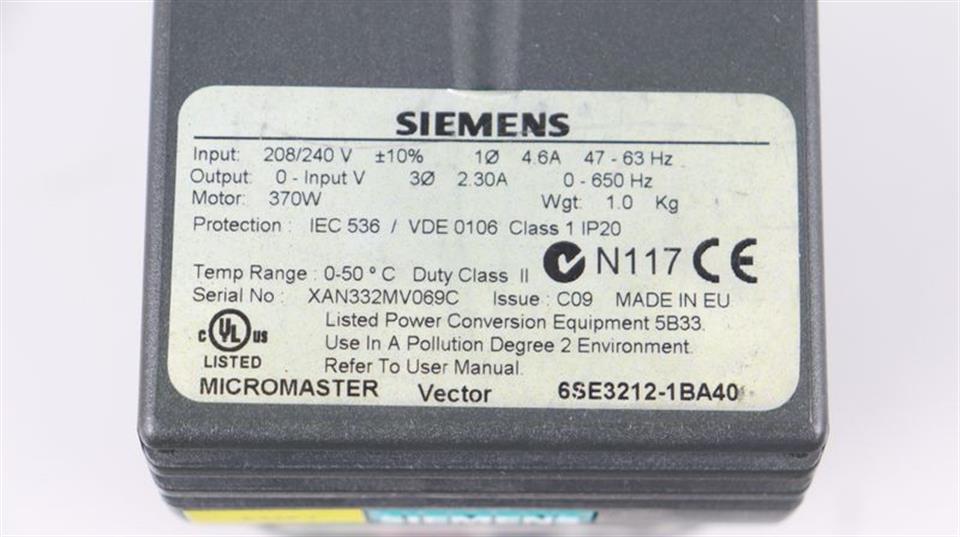 SIEMENS
Input: 208/240 V ±10% 1Ø 4.6A 47 - 63 Hz
Output: 0 - Input V 3Ø 2.30A 0 - 650 Hz
Motor: 370W Wgt: 1.0 Kg
Protection : IEC 536 / VDE 0106 Class 1 IP20
N117 CE
Temp Range : 0-50 ° C Duty Class II
Serial No : XAN332MV069C Issue : C09 MADE IN EU
c UL us
LISTED
Listed Power Conversion Equipment 5B33.
Use In A Pollution Degree 2 Environment.
Refer To User Manual.
MICROMASTER Vector 6SE3212-1BA40
SIEMENS